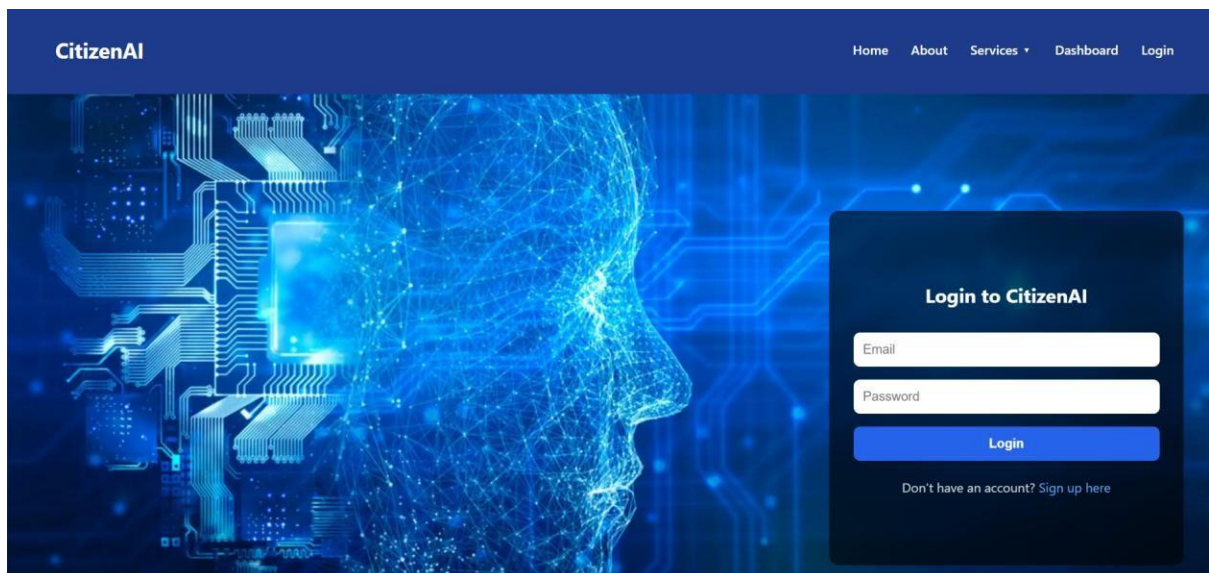 CitizenAI
Home About Services ▾ Dashboard Login
Login to CitizenAI
Email
Password
Login
Don't have an account? Sign up here